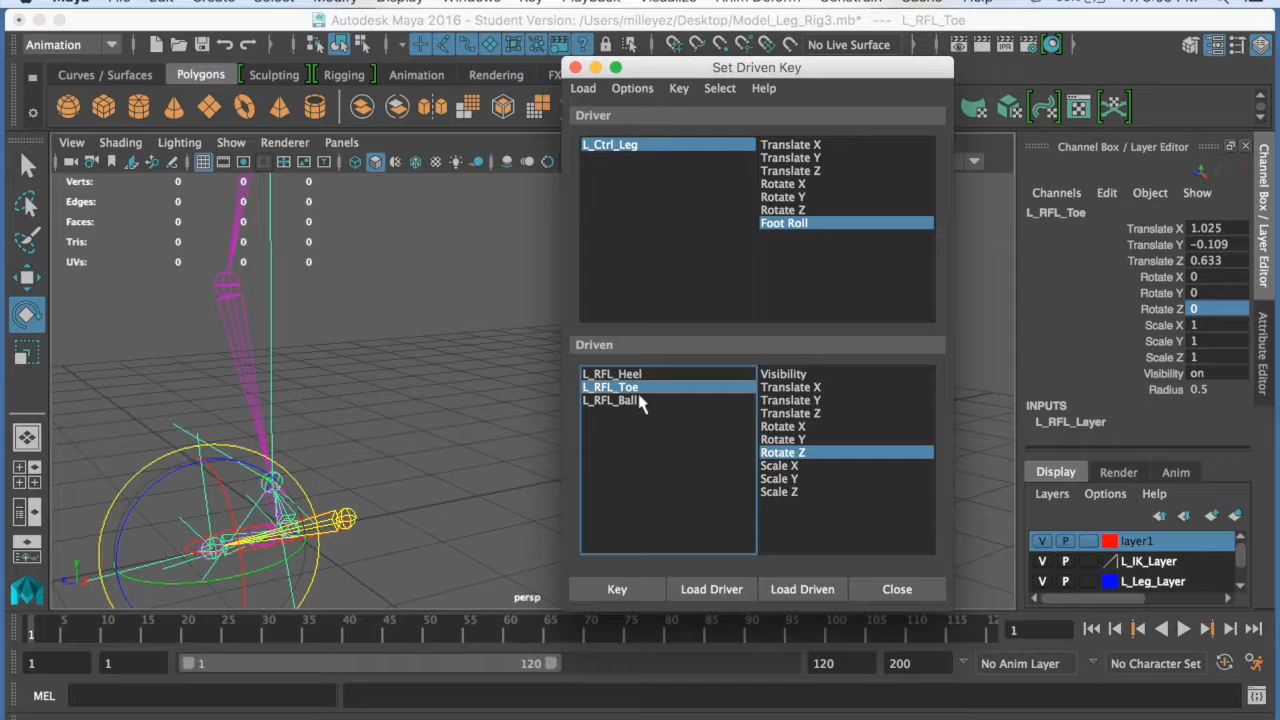 Autodesk Maya 2016 - Student Version: /Users/milleyez/Desktop/Model_Leg_Rig3.mb* --- L_RFL_Toe
Animation
No Live Surface
Curves / Surfaces
Polygons
Sculpting
Rigging
Animation
Rendering
View
Shading
Lighting
Show
Renderer
Panels
Verts: 0 0 0
Edges: 0 0 0
Faces: 0 0 0
Tris: 0 0 0
UVs: 0 0 0
persp
Set Driven Key
Load
Options
Key
Select
Help
Driver
L_Ctrl_Leg
Translate X
Translate Y
Translate Z
Rotate X
Rotate Y
Rotate Z
Foot Roll
Driven
L_RFL_Heel
L_RFL_Toe
L_RFL_Ball
Visibility
Translate X
Translate Y
Translate Z
Rotate X
Rotate Y
Rotate Z
Scale X
Scale Y
Scale Z
Key
Load Driver
Load Driven
Close
Channel Box / Layer Editor
Channels
Edit
Object
Show
L_RFL_Toe
Translate X 1.025
Translate Y -0.109
Translate Z 0.633
Rotate X 0
Rotate Y 0
Rotate Z 0
Scale X 1
Scale Y 1
Scale Z 1
Visibility on
Radius 0.5
INPUTS
L_RFL_Layer
Display
Render
Anim
Layers
Options
Help
V P layer1
V P L_IK_Layer
V P L_Leg_Layer
Channel Box / Layer Editor
Attribute Editor
1
5 10 15 20 25 30 35 40 45 50 55 60 65 70 75 80 85 90 95 100 105 110 115 12
1
1
1
1
120
120
200
No Anim Layer
No Character Set
MEL